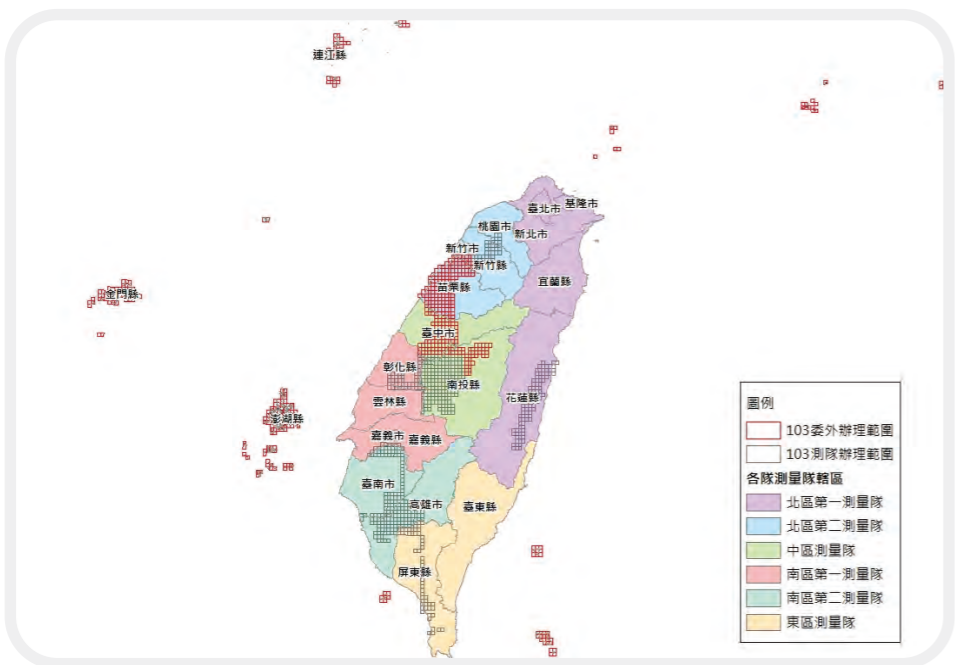 連江縣
臺北市
基隆市
桃園市
新北市
新竹市
新竹縣
宜蘭縣
苗栗縣
金門縣
臺中市
彰化縣
南投縣
花蓮縣
雲林縣
澎湖縣
嘉義市
嘉義縣
臺南市
高雄市
臺東縣
屏東縣
圖例
103委外辦理範圍
103測隊辦理範圍
各隊測量隊轄區
北區第一測量隊
北區第二測量隊
中區測量隊
南區第一測量隊
南區第二測量隊
東區測量隊